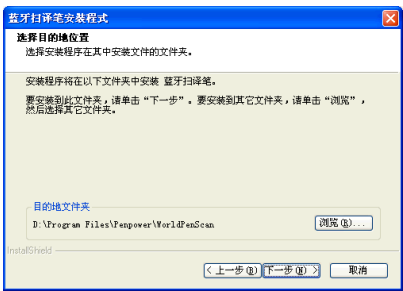 蓝牙扫译笔安裝程式
选择目的地位置
选择安装程序在其中安装文件的文件夹。
安装程序将在以下文件夹中安装 蓝牙扫译笔。
要安装到此文件夹，请单击“下一步”。要安装到其它文件夹，请单击“浏览”，
然后选择其它文件夹。
目的地文件夹
D:\Program Files\Penpower\WorldPenScan
浏览(R)...
InstallShield
< 上一步(B) 下一步(N) > 取消